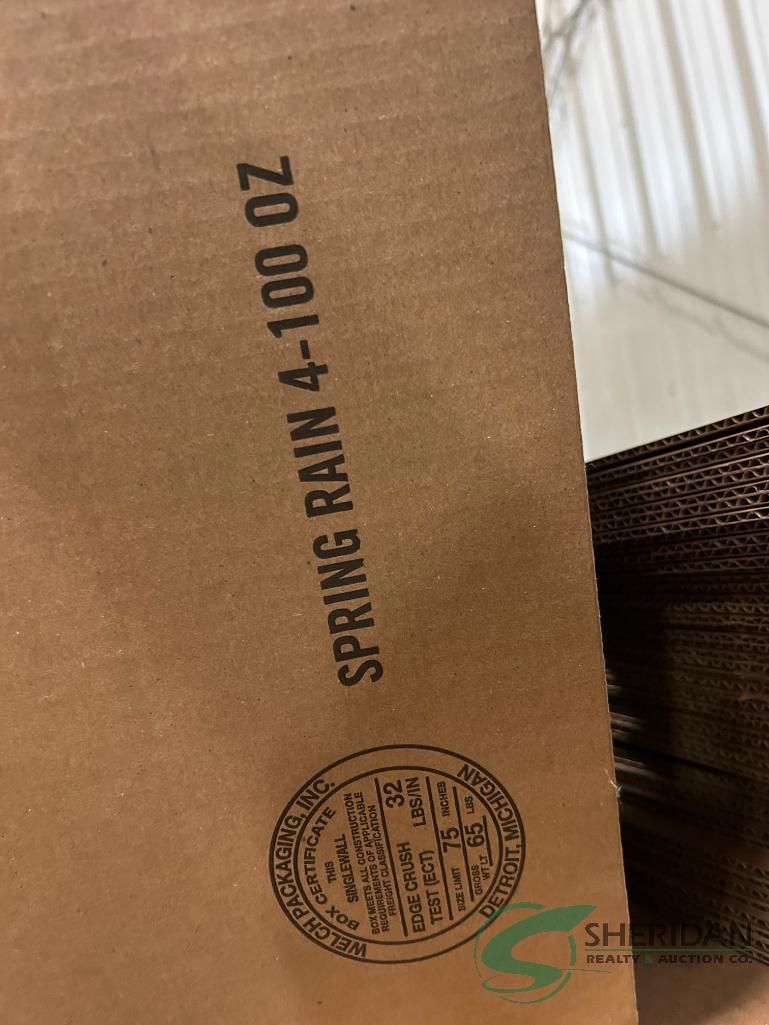 SPRING RAIN 4-100 OZ
WELCH PACKAGING, INC.
BOX CERTIFICATE
THIS
SINGLEWALL
BOX MEETS ALL CONSTRUCTION
REQUIREMENTS OF APPLICABLE
FREIGHT CLASSIFICATION
EDGE CRUSH 32
TEST (ECT) LBS/IN
SIZE LIMIT 75 INCHES
GROSS WT LT 65 LBS
DETROIT, MICHIGAN
SHERIDAN
REALTY & AUCTION CO.